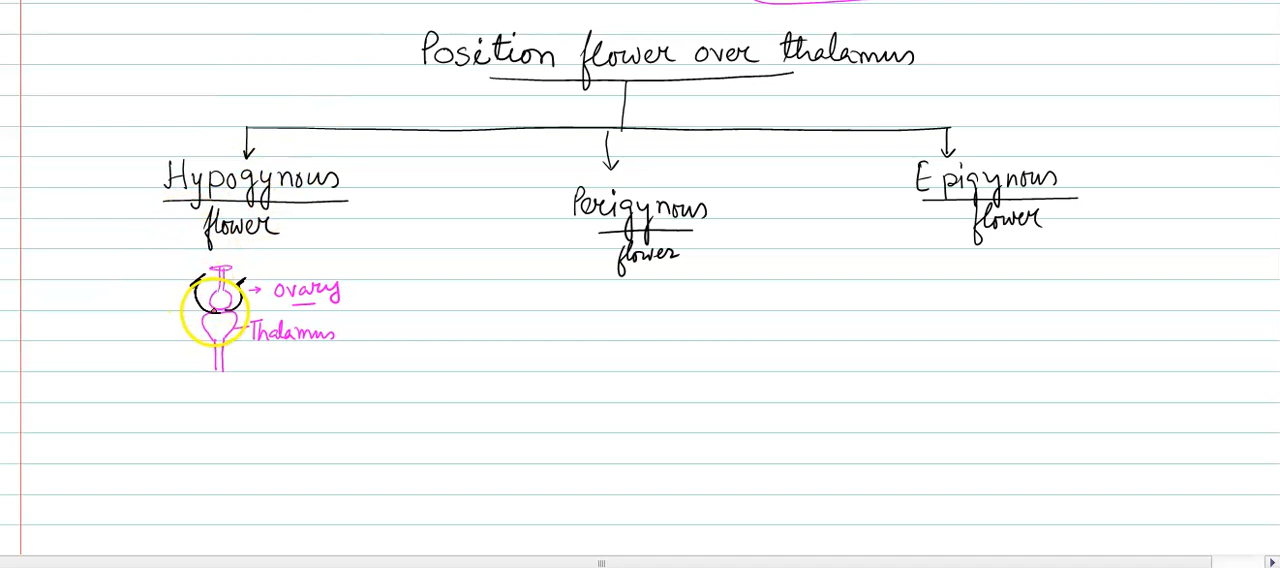 Position flower over thalamus
Hypogynous
flower
Perigynous
flower
Epigynous
flower
→ ovary
Thalamus